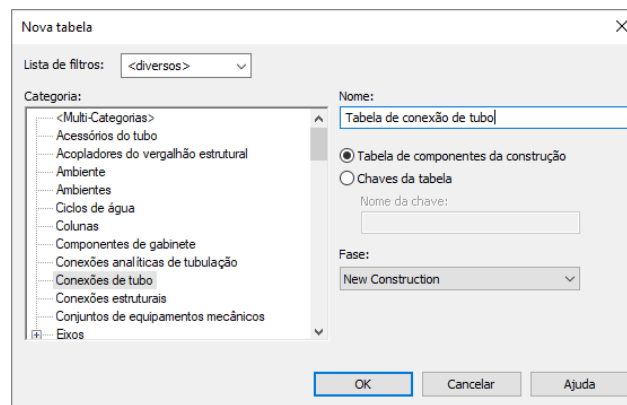 Nova tabela
Lista de filtros: <diversos>
Categoria:
<Multi-Categorias>
Acessórios do tubo
Acopladores do vergalhão estrutural
Ambiente
Ambientes
Ciclos de água
Colunas
Componentes de gabinete
Conexões analíticas de tubulação
Conexões de tubo
Conexões estruturais
Conjuntos de equipamentos mecânicos
Eixos
Nome:
Tabela de conexão de tubo
Tabela de componentes da construção
Chaves da tabela
Nome da chave:
Fase:
New Construction
OK Cancelar Ajuda